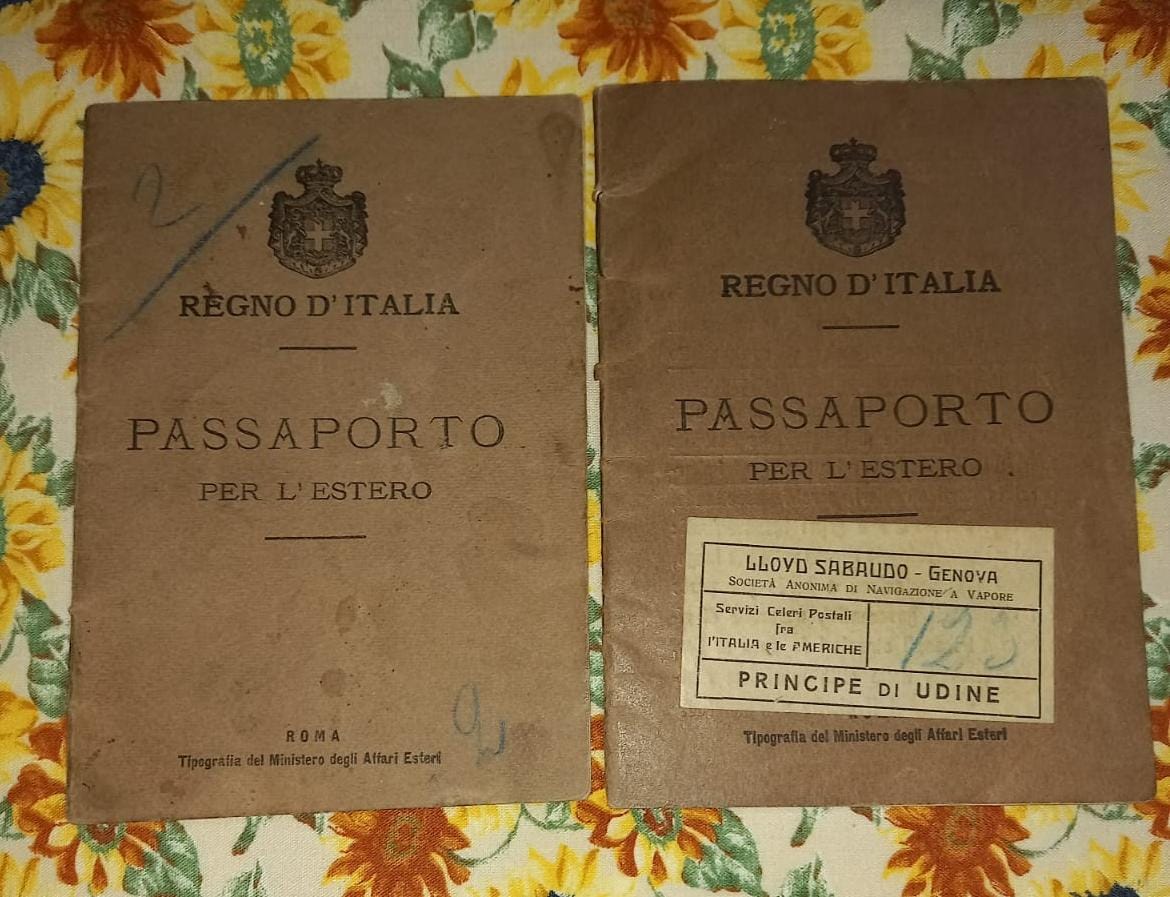 2
REGNO D'ITALIA
PASSAPORTO
PER L'ESTERO
ROMA
Tipografia del Ministero degli Affari Esteri
REGNO D'ITALIA
PASSAPORTO
PER L'ESTERO
LLOYD SABAUDO - GENOVA
SOCIETÀ ANONIMA DI NAVIGAZIONE A VAPORE
Servizi Celeri Postali
fra
l'ITALIA e le AMERICHE
123
PRINCIPE DI UDINE
Tipografia del Ministero degli Affari Esteri